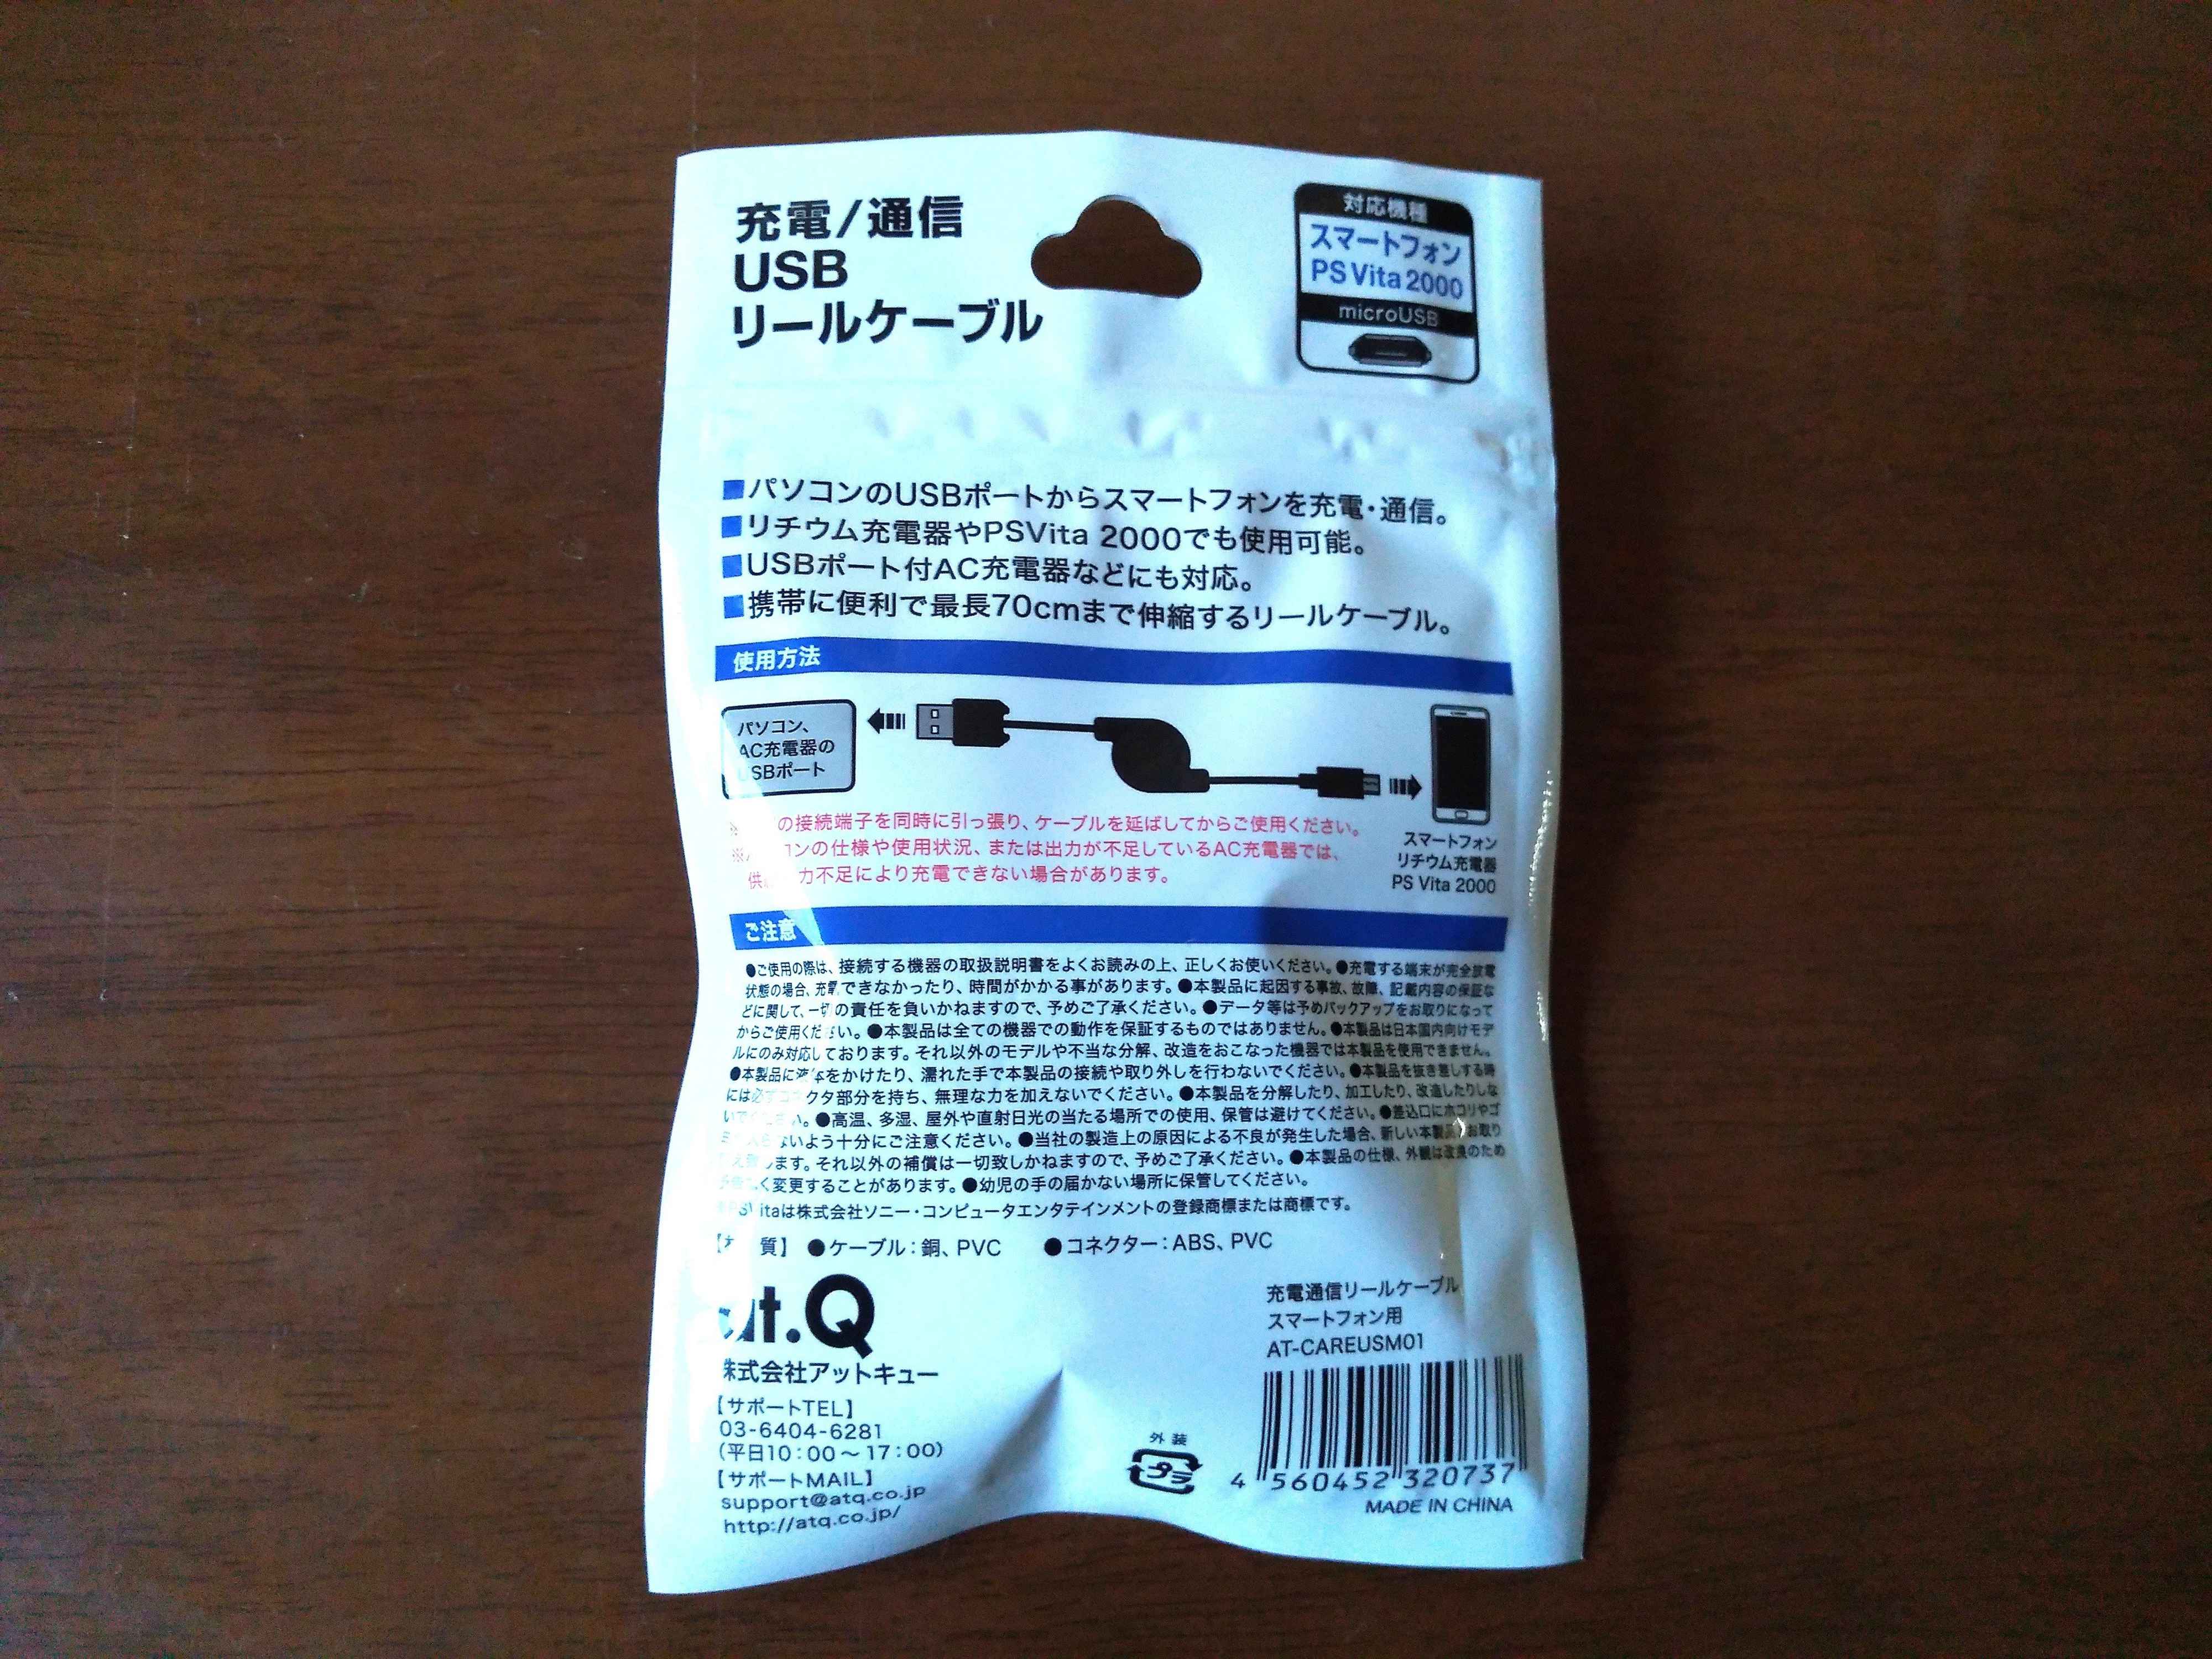 充電/通信
USB
リールケーブル
対応機種
スマートフォン
PS Vita 2000
microUSB
■パソコンのUSBポートからスマートフォンを充電・通信。
■リチウム充電器やPSVita 2000でも使用可能。
■USBポート付AC充電器などにも対応。
■携帯に便利で最長70cmまで伸縮するリールケーブル。
使用方法
パソコン、
AC充電器の
USBポート
スマートフォン
リチウム充電器
PS Vita 2000
の接続端子を同時に引っ張り、ケーブルを延ばしてからご使用ください。
ンの仕様や使用状況、または出力が不足しているAC充電器では、
力不足により充電できない場合があります。
ご注意
●ご使用の際は、接続する機器の取扱説明書をよくお読みの上、正しくお使いください。●充電する端末が完全放電
状態の場合、充電できなかったり、時間がかかる事があります。●本製品に起因する事故、故障、記載内容の保証な
どに関して、一切の責任を負いかねますので、予めご了承ください。●データ等は予めバックアップをお取りになって
からご使用ください。●本製品は全ての機器での動作を保証するものではありません。●本製品は日本国内向けモデ
ルにのみ対応しております。それ以外のモデルや不当な分解、改造をおこなった機器では本製品を使用できません。
●本製品に液体をかけたり、濡れた手で本製品の接続や取り外しを行わないでください。●本製品を抜き差しする時
には必ずコネクタ部分を持ち、無理な力を加えないでください。●本製品を分解したり、加工したり、改造したりしな
いでください。●高温、多湿、屋外や直射日光の当たる場所での使用、保管は避けてください。●差込口にホコリやゴ
ないよう十分にご注意ください。●当社の製造上の原因による不良が発生した場合、新しい本製品とお取り
ます。それ以外の補償は一切致しかねますので、予めご了承ください。●本製品の仕様、外観は改良のため
く変更することがあります。●幼児の手の届かない場所に保管してください。
PSVitaは株式会社ソニー・コンピュータエンタテインメントの登録商標または商標です。
質】 ●ケーブル：銅、PVC ●コネクター：ABS、PVC
at.Q
株式会社アットキュー
【サポートTEL】
03-6404-6281
（平日10：00～17：00）
【サポートMAIL】
support@atq.co.jp
http://atq.co.jp/
外装
プラ
充電通信リールケーブル
スマートフォン用
AT-CAREUSM01
4 560452 320737
MADE IN CHINA